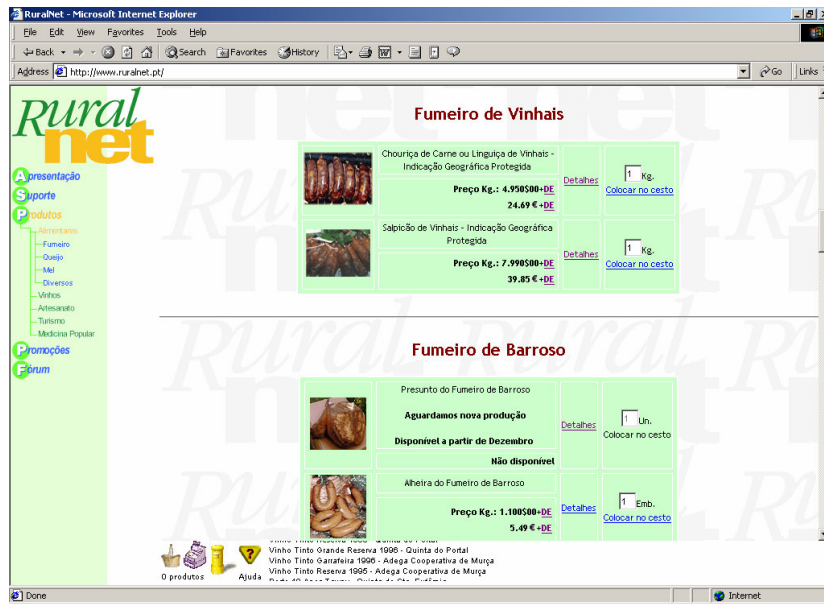 RuralNet - Microsoft Internet Explorer
File Edit View Favorites Tools Help
Back Search Favorites History
Address http://www.ruralnet.pt/ Go Links
Rural
net
Apresentação
Suporte
Produtos
Alimentares
Fumeiro
Queijo
Mel
Diversos
Vinhos
Artesanato
Turismo
Medicina Popular
Promoções
Fórum
Fumeiro de Vinhais
Chouriça de Carne ou Linguiça de Vinhais -
Indicação Geográfica Protegida
Preço Kg.: 4.950$00+DE
24.69 € +DE
Detalhes
1 Kg.
Colocar no cesto
Salpicão de Vinhais - Indicação Geográfica
Protegida
Preço Kg.: 7.990$00+DE
39.85 € +DE
Detalhes
1 Kg.
Colocar no cesto
Fumeiro de Barroso
Presunto do Fumeiro de Barroso
Aguardamos nova produção
Disponível a partir de Dezembro
Não disponível
Detalhes
1 Un.
Colocar no cesto
Alheira do Fumeiro de Barroso
Preço Kg.: 1.100$00+DE
5.49 € +DE
Detalhes
1 Emb.
Colocar no cesto
0 produtos
Ajuda
Vinho Tinto Grande Reserva 1996 - Quinta do Portal
Vinho Tinto Garrafeira 1996 - Adega Cooperativa de Murça
Vinho Tinto Reserva 1995 - Adega Cooperativa de Murça
Done Internet